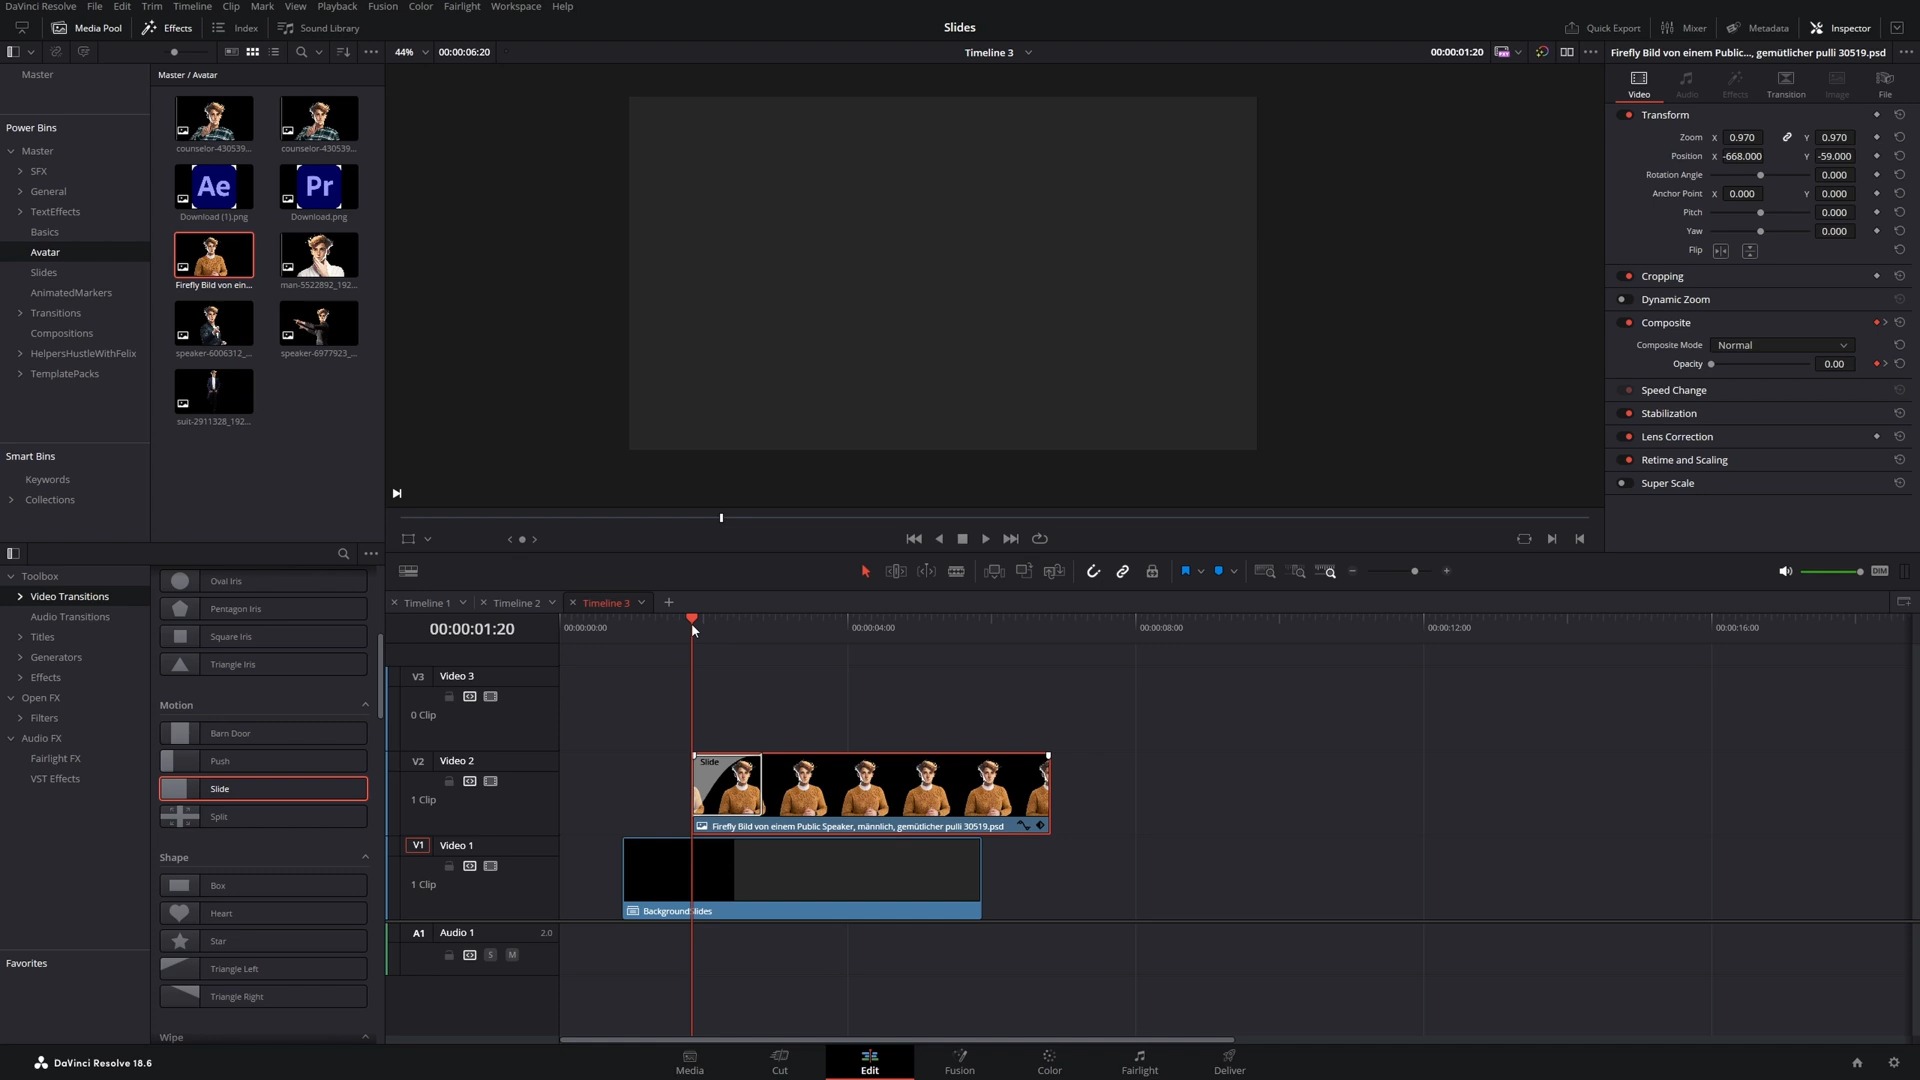 DaVinci Resolve File Edit Trim Timeline Clip Mark View Playback Fusion Color Fairlight Workspace Help
Media Pool Effects Index Sound Library
Slides
Quick Export Mixer Metadata Inspector
44% 00:00:06:20
Timeline 3
00:00:01:20
Firefly Bild von einem Public..., gemütlicher pulli 30519.psd
Master
Power Bins
Master
SFX
General
TextEffects
Basics
Avatar
Slides
AnimatedMarkers
Transitions
Compositions
HelpersHustleWithFelix
TemplatePacks
Smart Bins
Keywords
Collections
Master / Avatar
counselor-430539... counselor-430539...
Ae Pr
Download (1).png Download.png
Firefly Bild von ein... man-5522892_192...
speaker-6006312_... speaker-6977923_...
suit-2911328_192...
Video Audio Effects Transition Image File
Transform
Zoom X 0.970 Y 0.970
Position X -668.000 Y -59.000
Rotation Angle 0.000
Anchor Point X 0.000 Y 0.000
Pitch 0.000
Yaw 0.000
Flip
Cropping
Dynamic Zoom
Composite
Composite Mode Normal
Opacity 0.00
Speed Change
Stabilization
Lens Correction
Retime and Scaling
Super Scale
Toolbox
Video Transitions
Audio Transitions
Titles
Generators
Effects
Open FX
Filters
Audio FX
Fairlight FX
VST Effects
Favorites
Oval Iris
Pentagon Iris
Square Iris
Triangle Iris
Motion
Barn Door
Push
Slide
Split
Shape
Box
Heart
Star
Triangle Left
Triangle Right
Wipe
DIM
Timeline 1 Timeline 2 Timeline 3
00:00:01:20
00:00:00:00 00:00:04:00 00:00:08:00 00:00:12:00 00:00:16:00
V3 Video 3
0 Clip
V2 Video 2
1 Clip
Slide
Firefly Bild von einem Public Speaker, männlich, gemütlicher pulli 30519.psd
V1 Video 1
1 Clip
BackgroundSlides
A1 Audio 1 2.0
S M
DaVinci Resolve 18.6
Media Cut Edit Fusion Color Fairlight Deliver